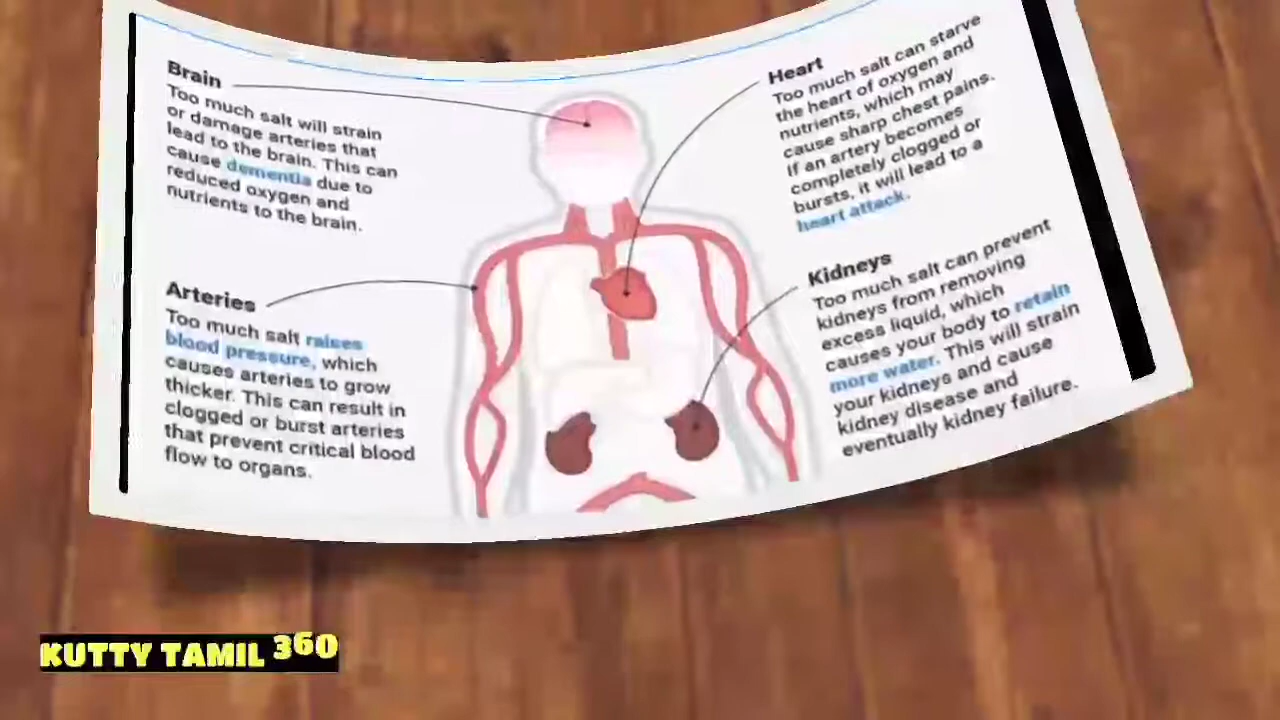 Brain
Too much salt will strain
or damage arteries that
lead to the brain. This can
cause dementia due to
reduced oxygen and
nutrients to the brain.
Arteries
Too much salt raises
blood pressure, which
causes arteries to grow
thicker. This can result in
clogged or burst arteries
that prevent critical blood
flow to organs.
Heart
Too much salt can starve
the heart of oxygen and
nutrients, which may
cause sharp chest pains.
If an artery becomes
completely clogged or
bursts, it will lead to a
heart attack.
Kidneys
Too much salt can prevent
kidneys from removing
excess liquid, which
causes your body to retain
more water. This will strain
your kidneys and cause
kidney disease and
eventually kidney failure.
KUTTY TAMIL 360